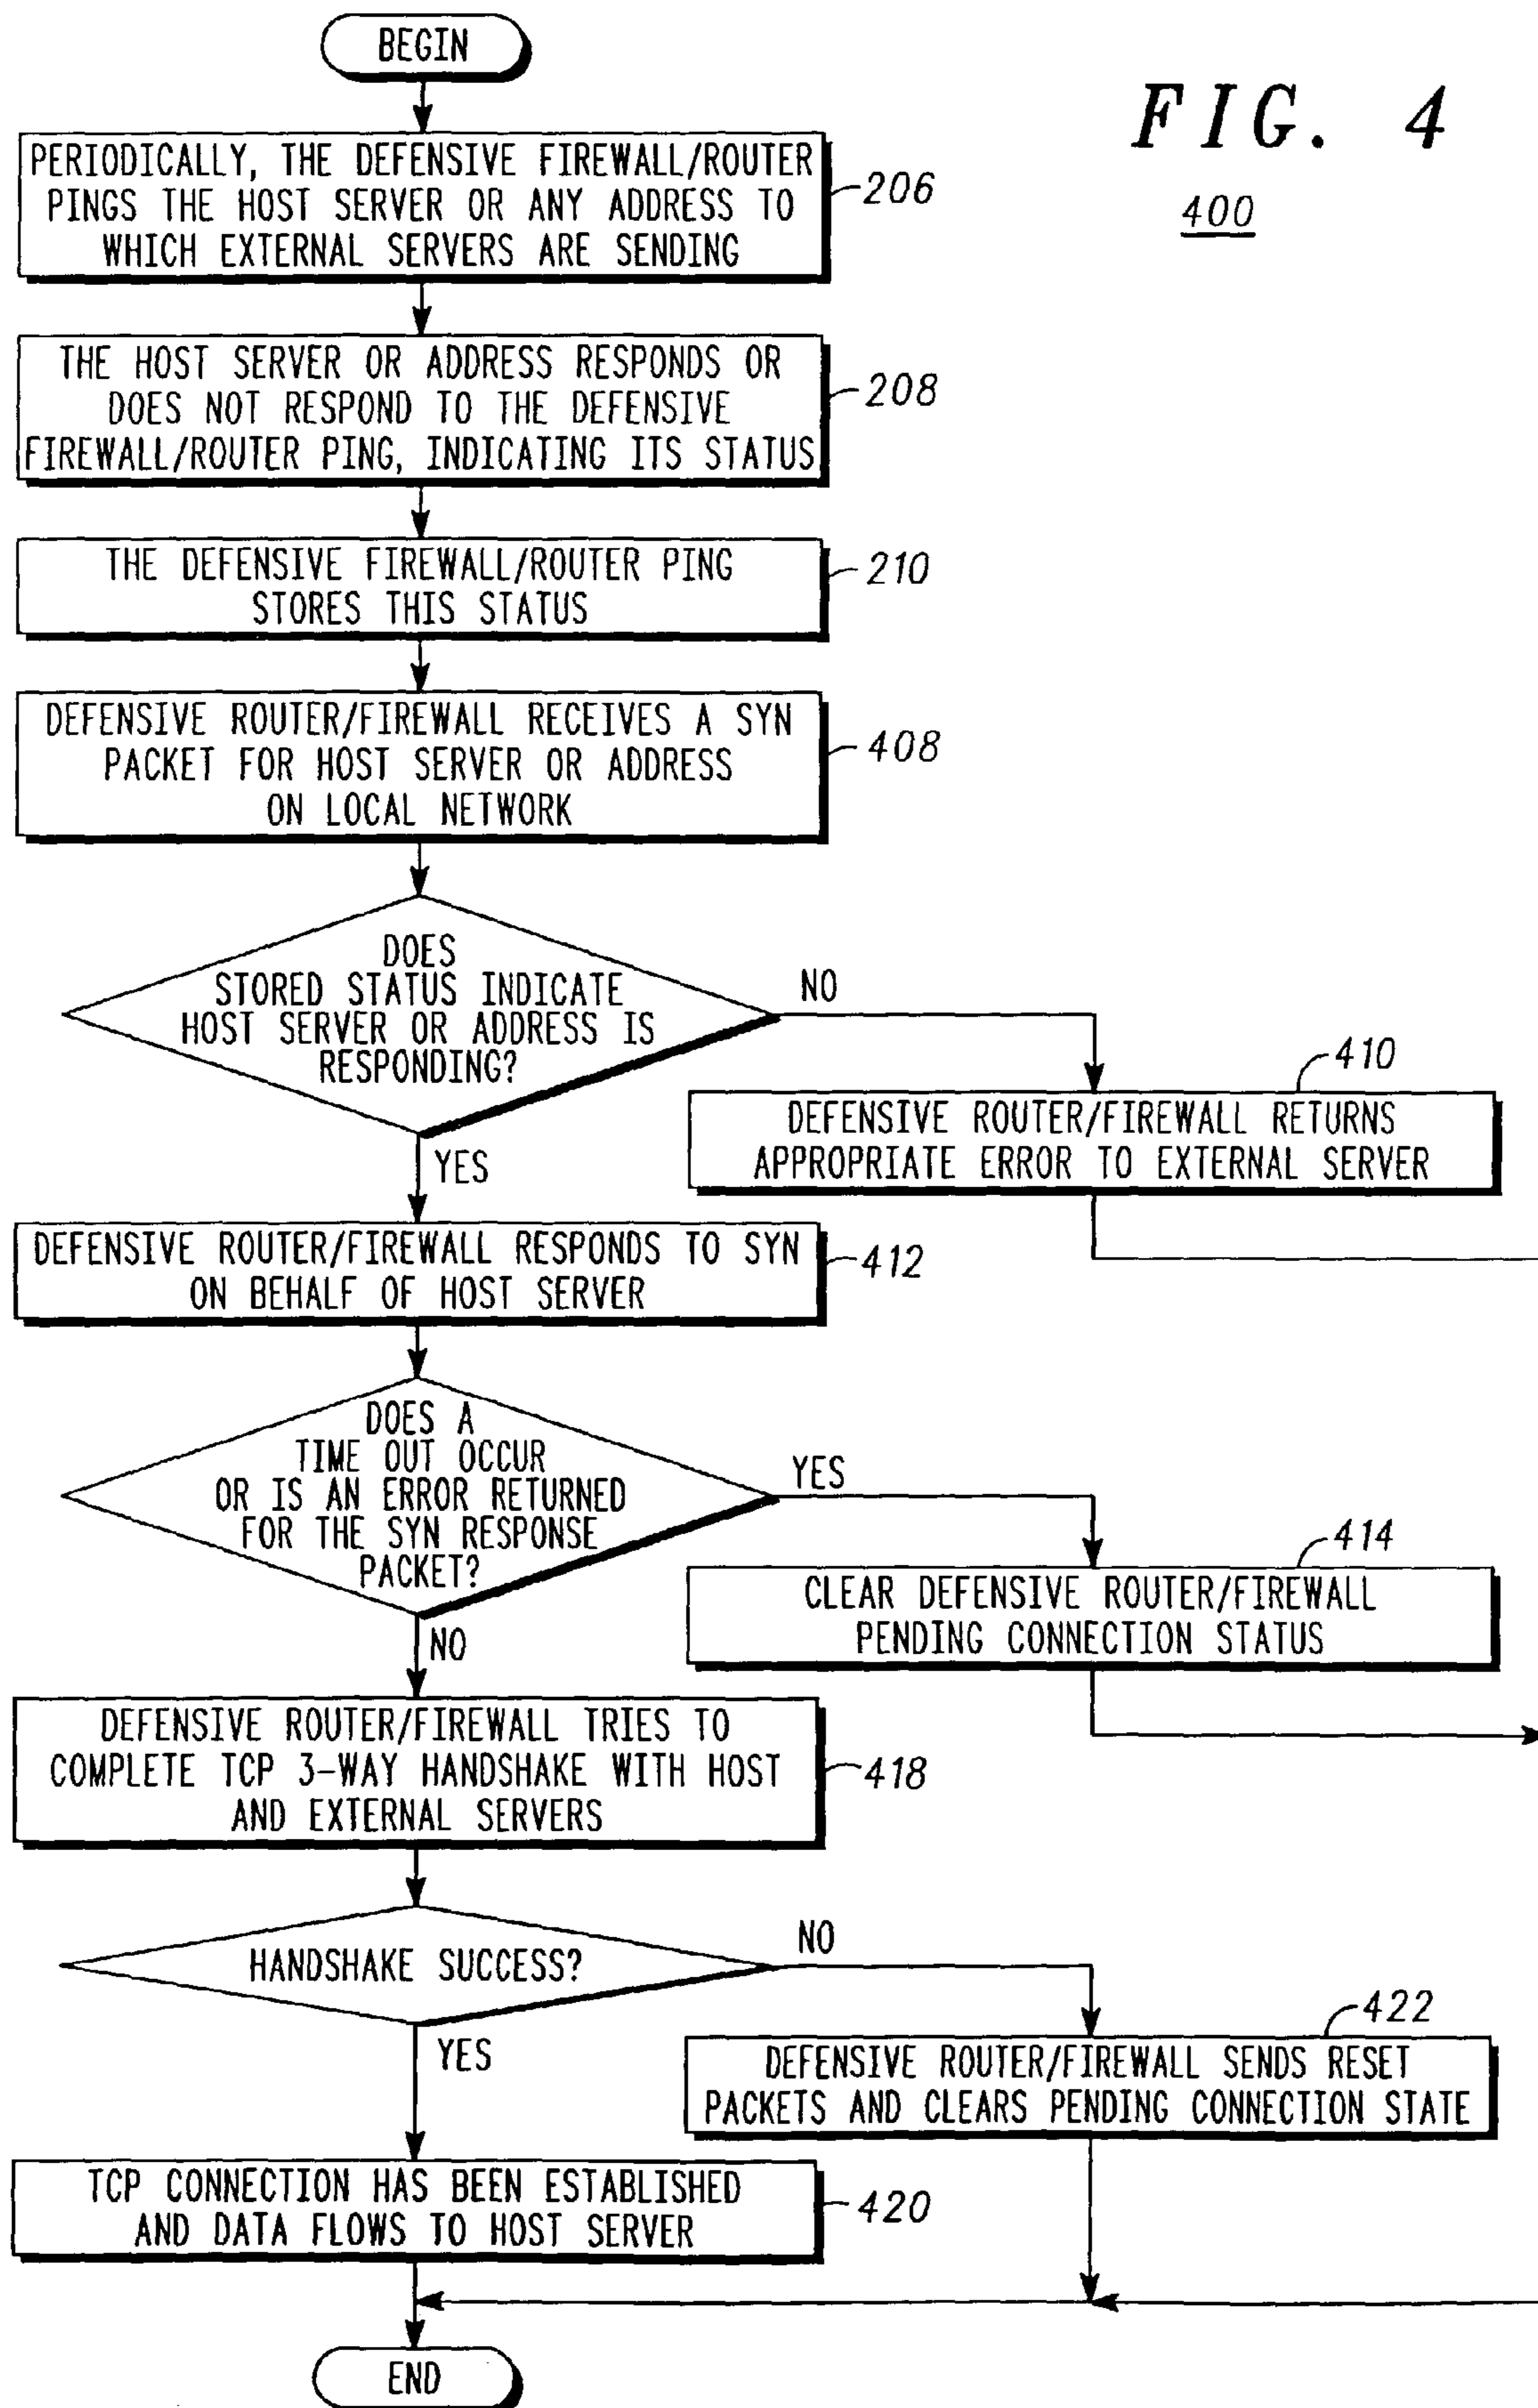 BEGIN
FIG. 4
400
PERIODICALLY, THE DEFENSIVE FIREWALL/ROUTER
PINGS THE HOST SERVER OR ANY ADDRESS TO
WHICH EXTERNAL SERVERS ARE SENDING
206
THE HOST SERVER OR ADDRESS RESPONDS OR
DOES NOT RESPOND TO THE DEFENSIVE
FIREWALL/ROUTER PING, INDICATING ITS STATUS
208
THE DEFENSIVE FIREWALL/ROUTER PING
STORES THIS STATUS
210
DEFENSIVE ROUTER/FIREWALL RECEIVES A SYN
PACKET FOR HOST SERVER OR ADDRESS
ON LOCAL NETWORK
408
DOES
STORED STATUS INDICATE
HOST SERVER OR ADDRESS IS
RESPONDING?
NO
YES
410
DEFENSIVE ROUTER/FIREWALL RETURNS
APPROPRIATE ERROR TO EXTERNAL SERVER
DEFENSIVE ROUTER/FIREWALL RESPONDS TO SYN
ON BEHALF OF HOST SERVER
412
DOES A
TIME OUT OCCUR
OR IS AN ERROR RETURNED
FOR THE SYN RESPONSE
PACKET?
YES
NO
414
CLEAR DEFENSIVE ROUTER/FIREWALL
PENDING CONNECTION STATUS
DEFENSIVE ROUTER/FIREWALL TRIES TO
COMPLETE TCP 3-WAY HANDSHAKE WITH HOST
AND EXTERNAL SERVERS
418
HANDSHAKE SUCCESS?
NO
YES
422
DEFENSIVE ROUTER/FIREWALL SENDS RESET
PACKETS AND CLEARS PENDING CONNECTION STATE
TCP CONNECTION HAS BEEN ESTABLISHED
AND DATA FLOWS TO HOST SERVER
420
END